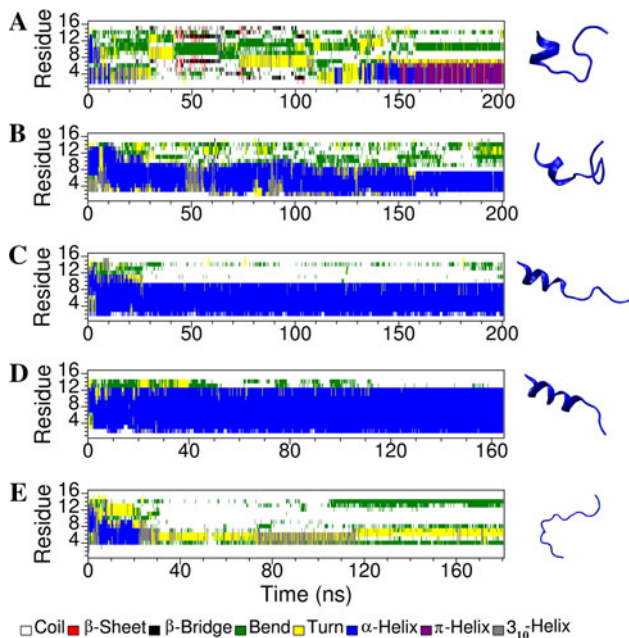 A
Residue
16
12
8
4
0 50 100 150 200
B
Residue
16
12
8
4
0 50 100 150 200
C
Residue
16
12
8
4
0 50 100 150 200
D
Residue
16
12
8
4
0 40 80 120 160
E
Residue
16
12
8
4
0 40 80 120 160
Time (ns)
Coil β-Sheet β-Bridge Bend Turn α-Helix π-Helix 3₁₀-Helix